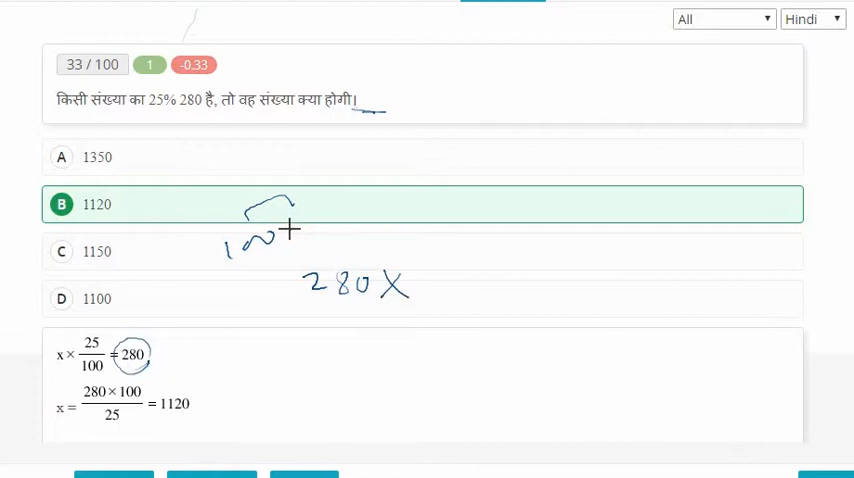 All
Hindi
33 / 100 1 -0.33
किसी संख्या का 25% 280 है, तो वह संख्या क्या होगी।
A 1350
B 1120
100
C 1150
280 X
D 1100
x × 25/100 = 280
x = 280×100/25 = 1120